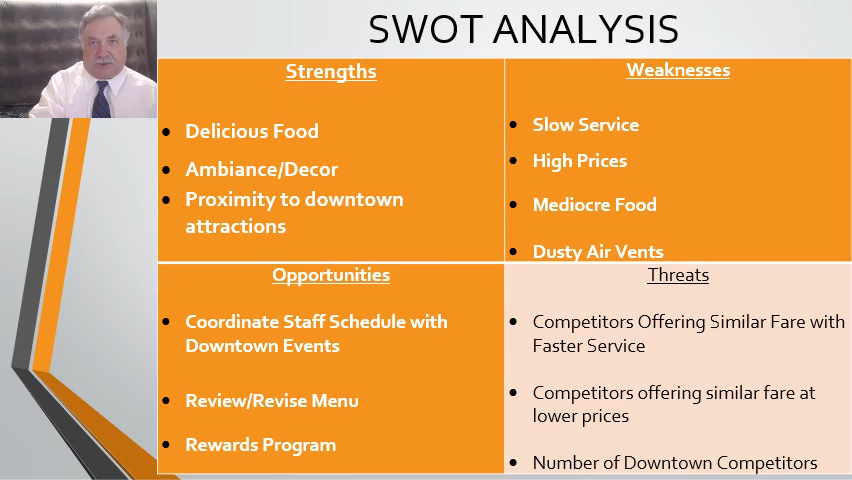 SWOT ANALYSIS
Strengths
Delicious Food
Ambiance/Decor
Proximity to downtown
attractions
Weaknesses
Slow Service
High Prices
Mediocre Food
Dusty Air Vents
Opportunities
Coordinate Staff Schedule with
Downtown Events
Review/Revise Menu
Rewards Program
Threats
Competitors Offering Similar Fare with
Faster Service
Competitors offering similar fare at
lower prices
Number of Downtown Competitors